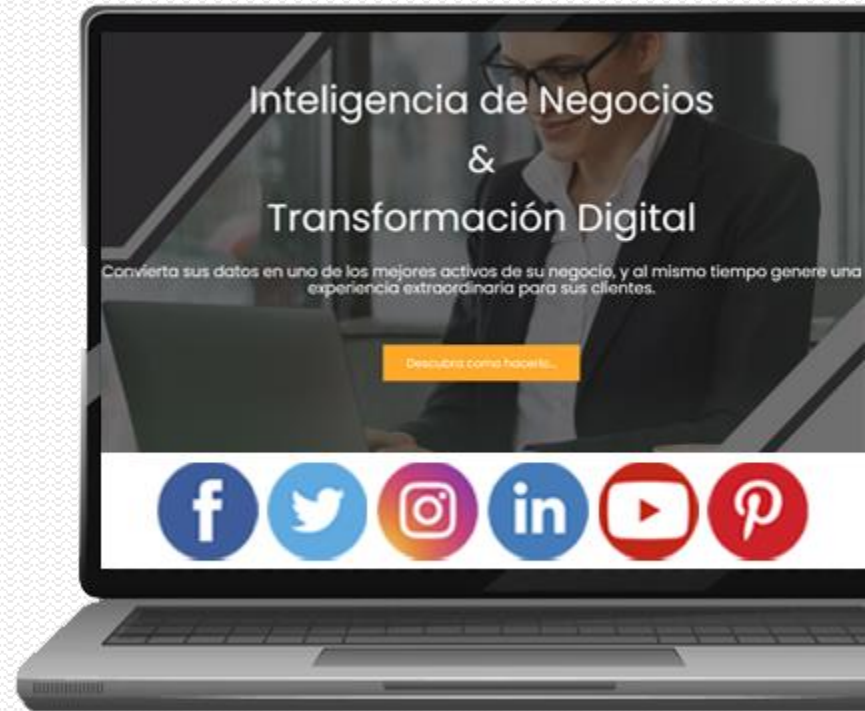 Inteligencia de Negocios
&
Transformación Digital
Convierta sus datos en uno de los mejores activos de su negocio, y al mismo tiempo genere una
experiencia extraordinaria para sus clientes.
Descubra como hacerlo...
f
in